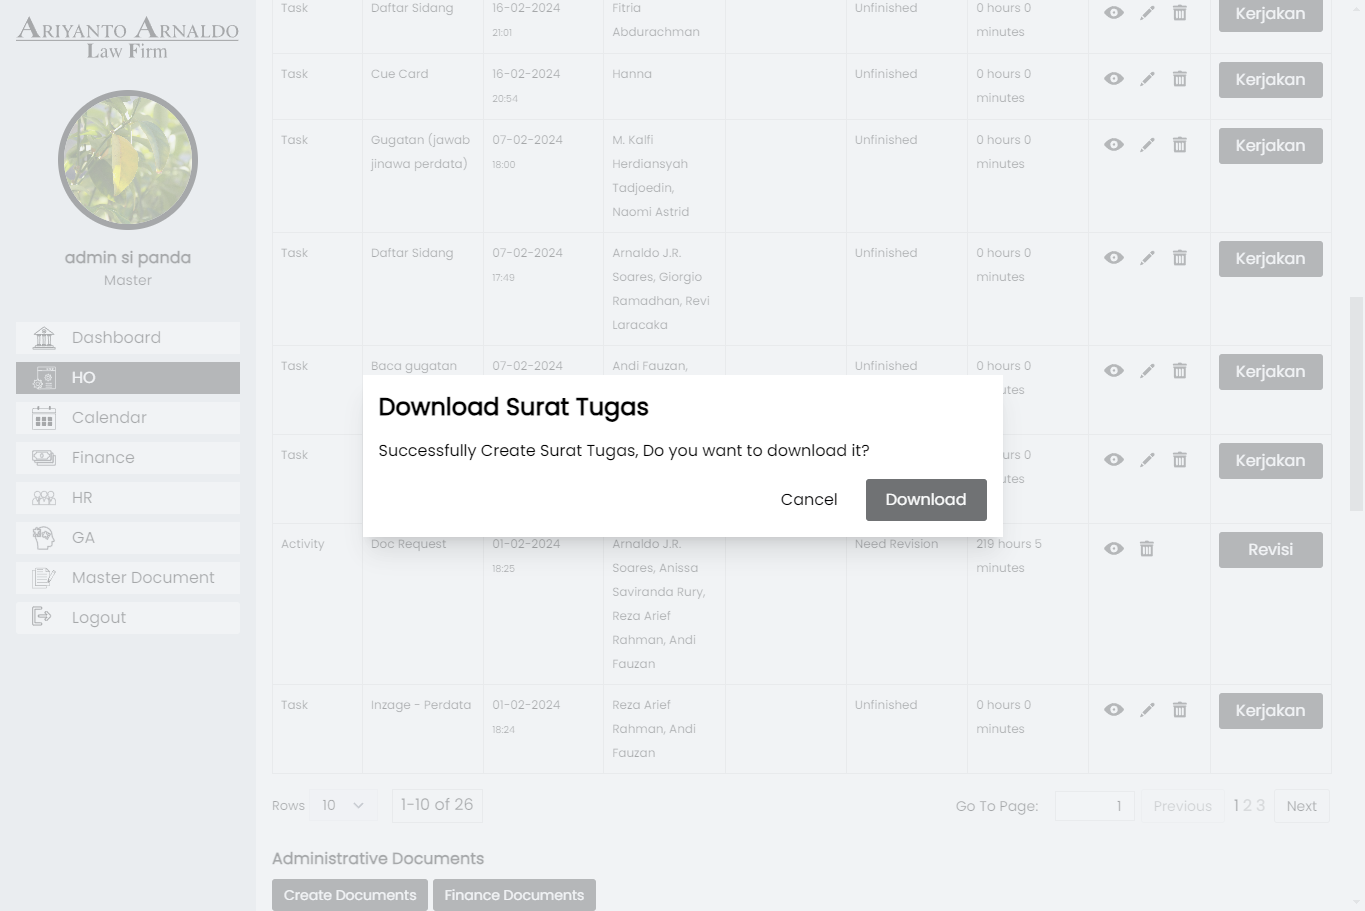 ARIYANTO ARNALDO
Law Firm
admin si panda
Master
Dashboard
HO
Calendar
Finance
HR
GA
Master Document
Logout
Task Daftar Sidang 16-02-2024 Fitria Unfinished 0 hours 0 Kerjakan
21:01 Abdurachman minutes
Task Cue Card 16-02-2024 Hanna Unfinished 0 hours 0 Kerjakan
20:54 minutes
Task Gugatan (jawab 07-02-2024 M. Kalfi Unfinished 0 hours 0 Kerjakan
jinawa perdata) 18:00 Herdiansyah minutes
Tadjoedin,
Naomi Astrid
Task Daftar Sidang 07-02-2024 Arnaldo J.R. Unfinished 0 hours 0 Kerjakan
17:49 Soares, Giorgio minutes
Ramadhan, Revi
Laracaka
Task Baca gugatan 07-02-2024 Andi Fauzan, Unfinished 0 hours 0 Kerjakan
utes
Download Surat Tugas
Successfully Create Surat Tugas, Do you want to download it?
Cancel Download
Task 0 hours 0 Kerjakan
utes
Activity Doc Request 01-02-2024 Arnaldo J.R. Need Revision 219 hours 5 Revisi
18:25 Soares, Anissa minutes
Saviranda Rury,
Reza Arief
Rahman, Andi
Fauzan
Task Inzage - Perdata 01-02-2024 Reza Arief Unfinished 0 hours 0 Kerjakan
18:24 Rahman, Andi minutes
Fauzan
Rows 10 1-10 of 26 Go To Page: 1 Previous 1 2 3 Next
Administrative Documents
Create Documents Finance Documents